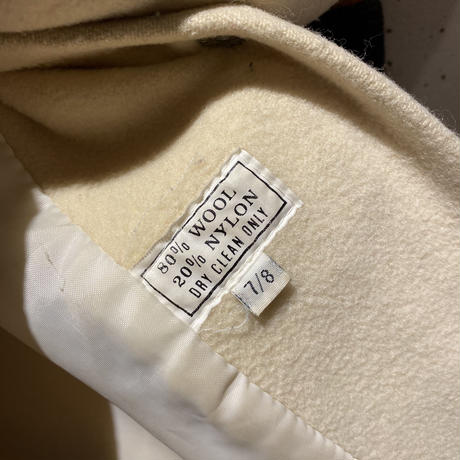 80% WOOL
20% NYLON
DRY CLEAN ONLY
7/8